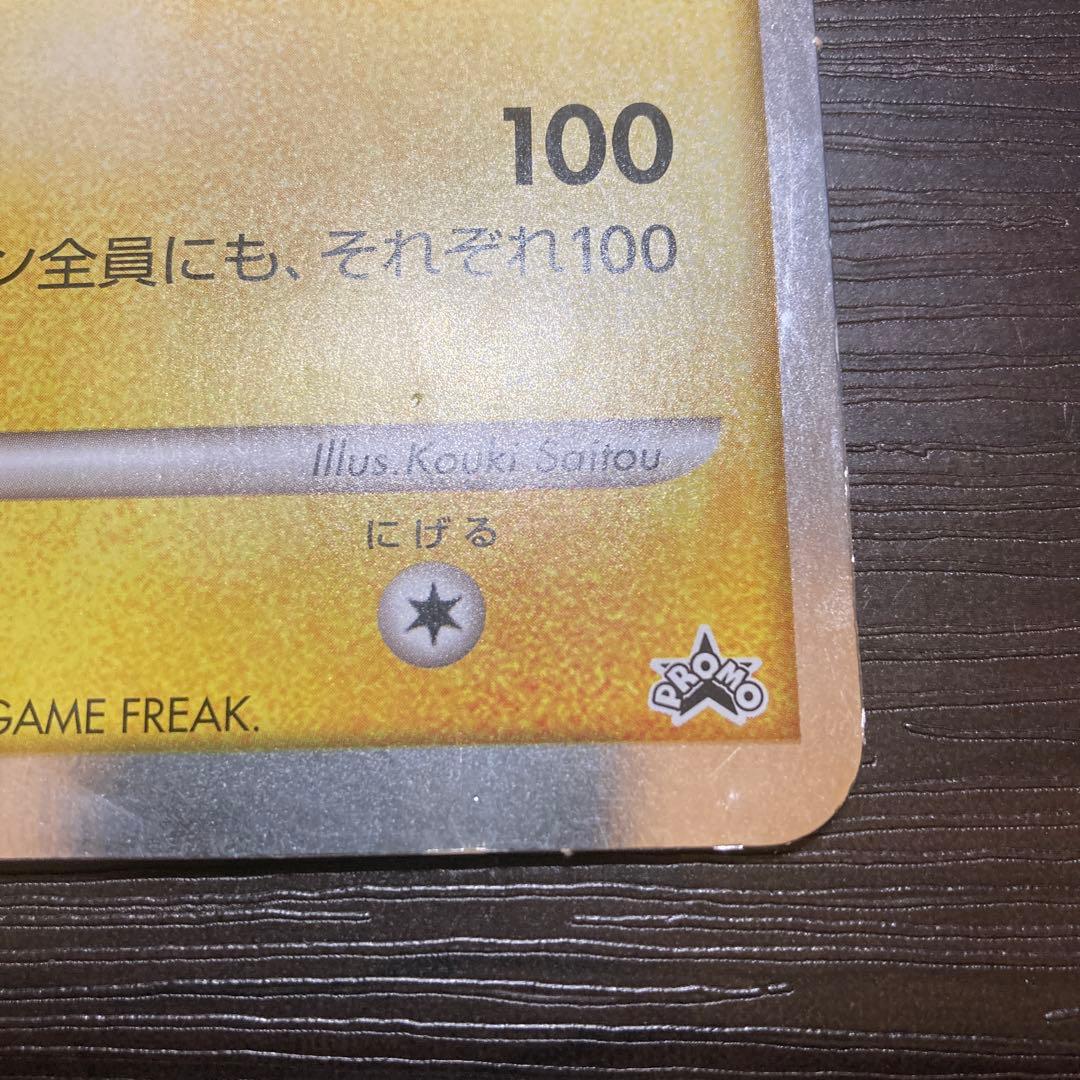 100
ン全員にも、それぞれ100
Illus.Kouki Saitou
にげる
GAME FREAK.
PROMO